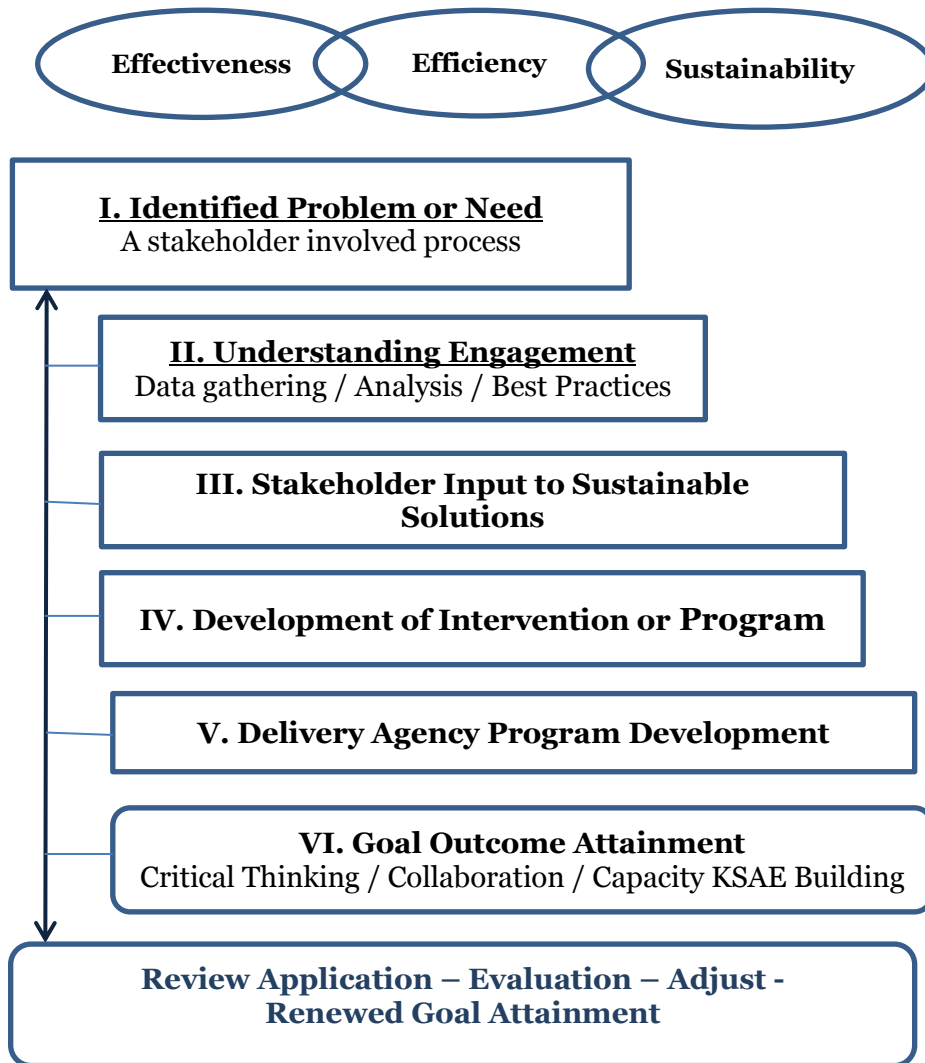 Effectiveness
Efficiency
Sustainability
I. Identified Problem or Need
A stakeholder involved process
II. Understanding Engagement
Data gathering / Analysis / Best Practices
III. Stakeholder Input to Sustainable
Solutions
IV. Development of Intervention or Program
V. Delivery Agency Program Development
VI. Goal Outcome Attainment
Critical Thinking / Collaboration / Capacity KSAE Building
Review Application – Evaluation – Adjust -
Renewed Goal Attainment